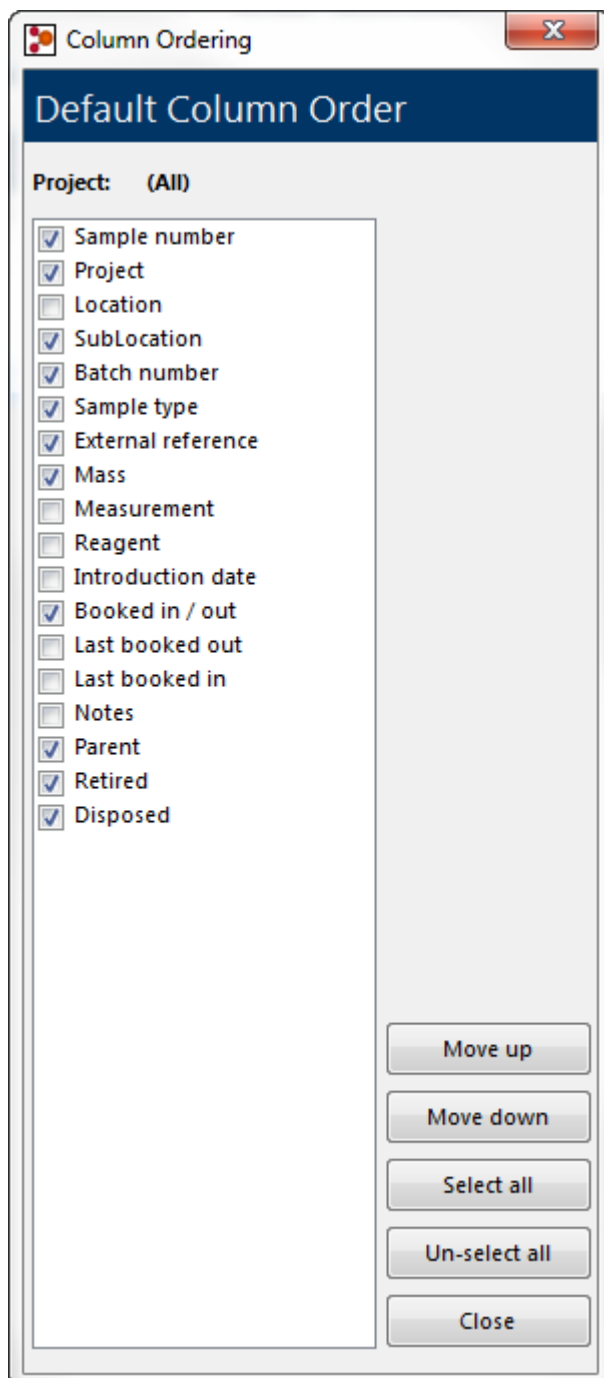 Column Ordering
Default Column Order
Project: (All)
Sample number
Project
Location
SubLocation
Batch number
Sample type
External reference
Mass
Measurement
Reagent
Introduction date
Booked in / out
Last booked out
Last booked in
Notes
Parent
Retired
Disposed
Move up
Move down
Select all
Un-select all
Close